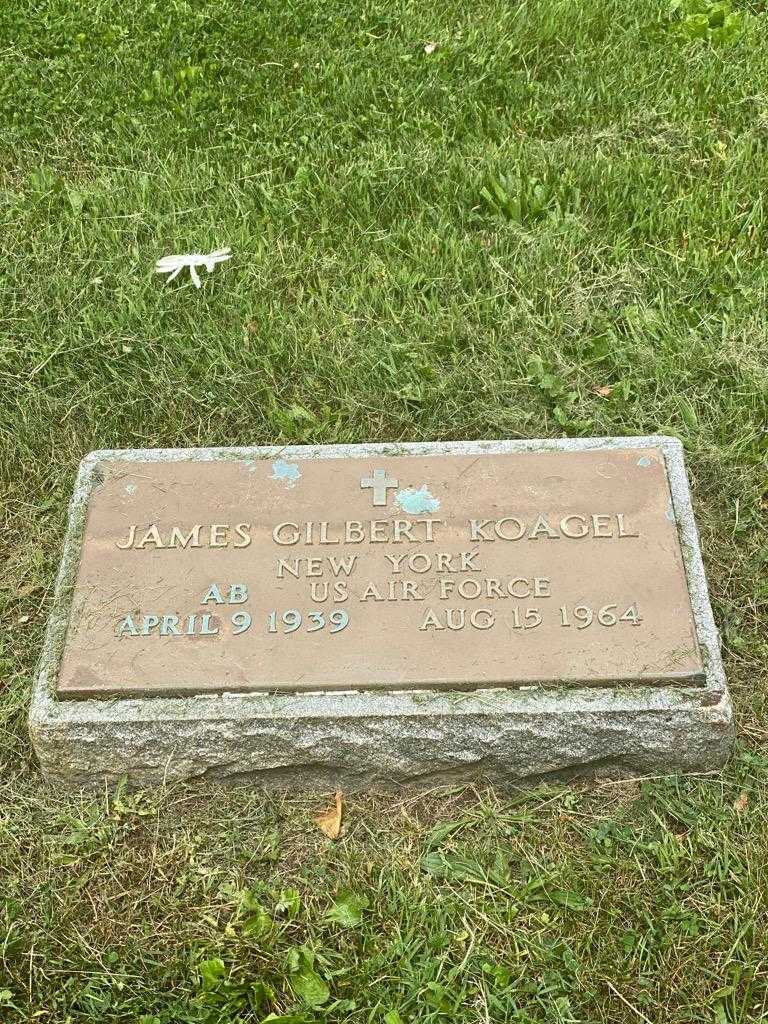 JAMES GILBERT KOAGEL
NEW YORK
AB US AIR FORCE
APRIL 9 1939 AUG 15 1964